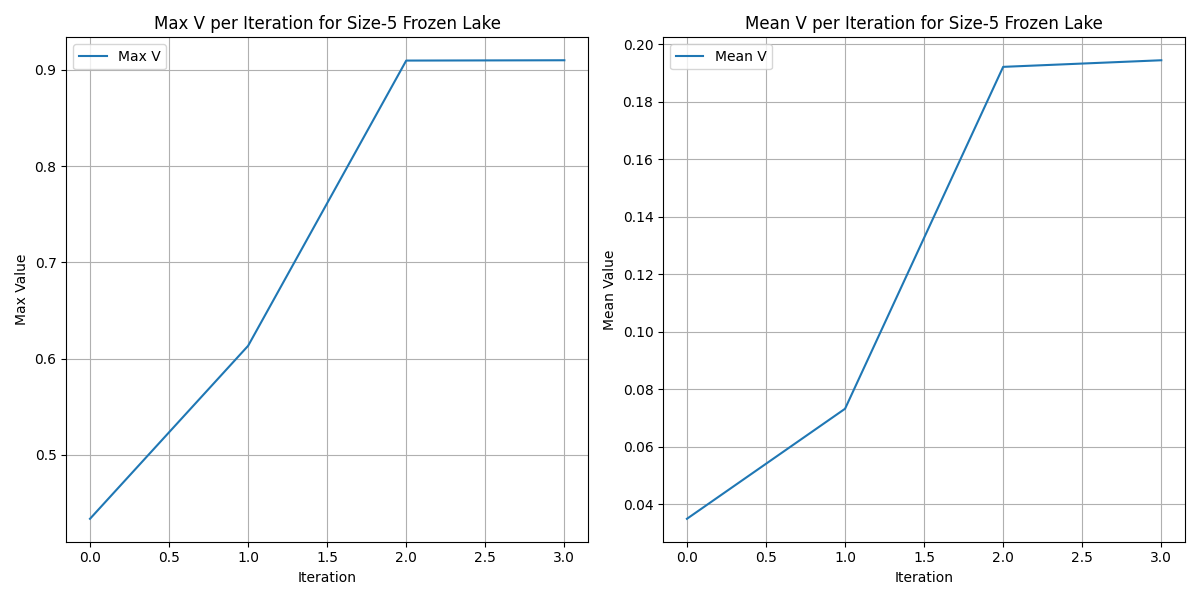 Max V per Iteration for Size-5 Frozen Lake
Max V
0.9
0.8
0.7
0.6
0.5
Max Value
0.0 0.5 1.0 1.5 2.0 2.5 3.0
Iteration
Mean V per Iteration for Size-5 Frozen Lake
Mean V
0.20
0.18
0.16
0.14
0.12
0.10
0.08
0.06
0.04
Mean Value
0.0 0.5 1.0 1.5 2.0 2.5 3.0
Iteration